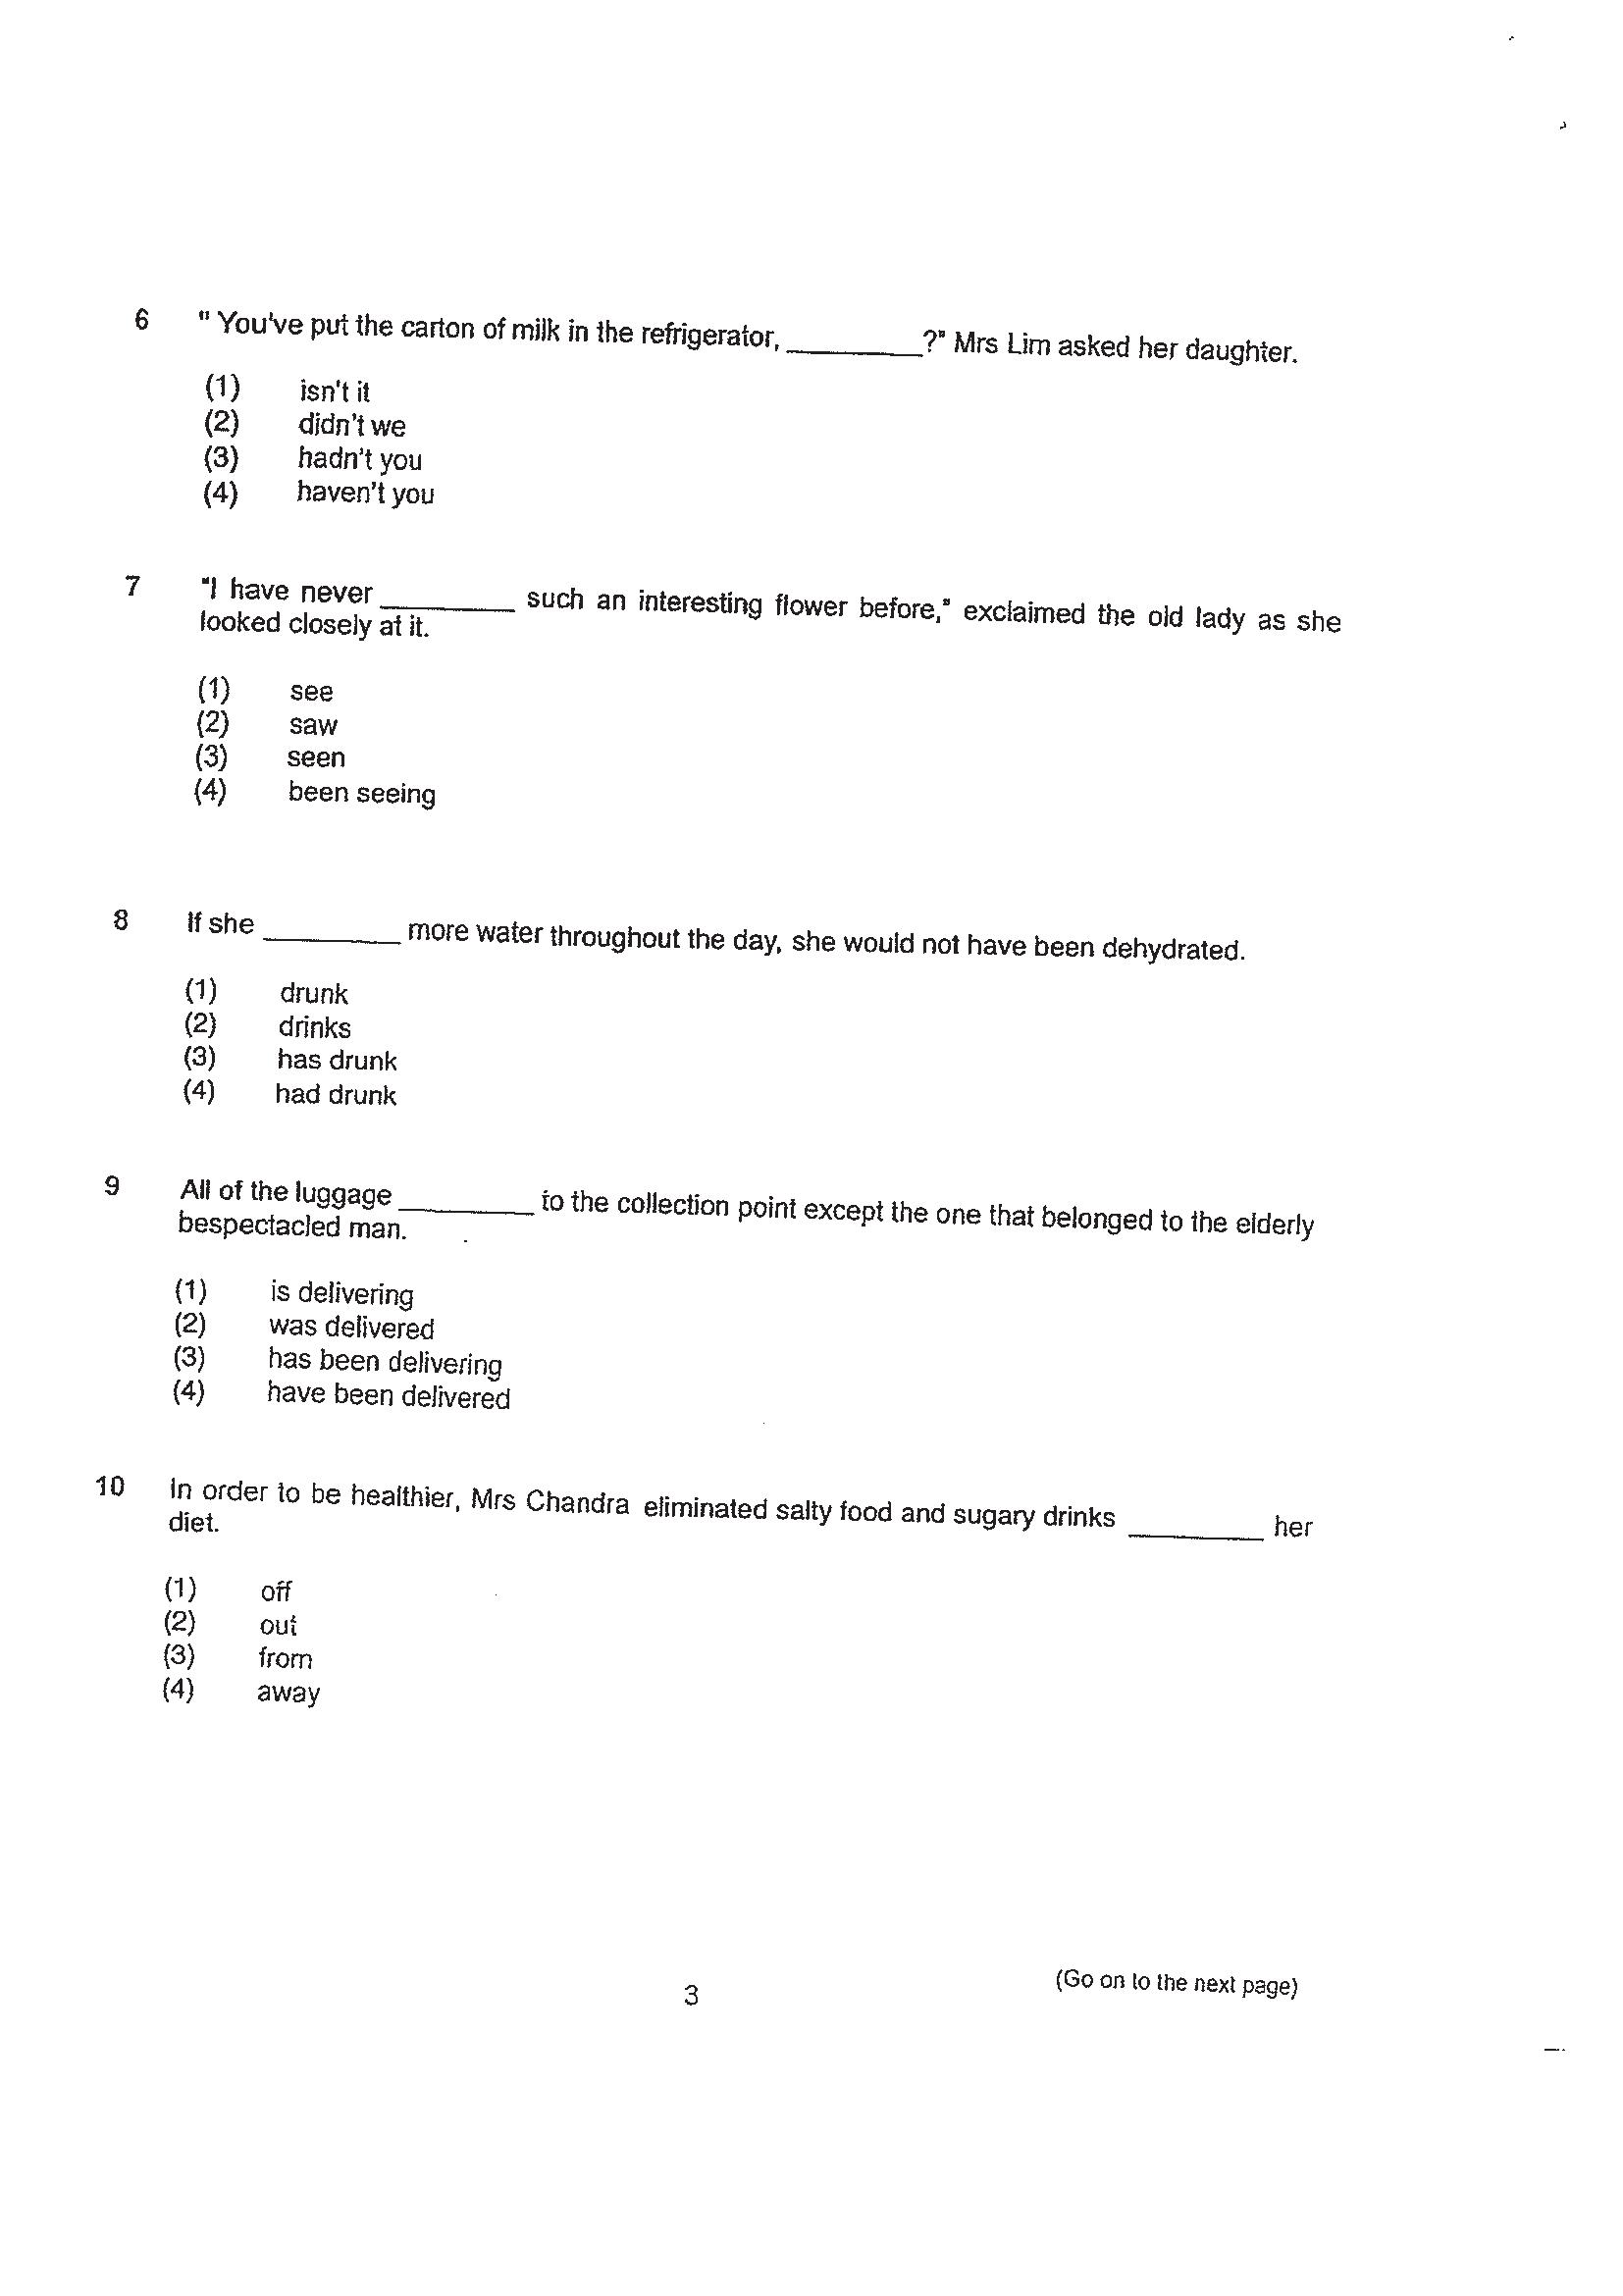 6 " You've put the carton of milk in the refrigerator, _________?" Mrs Lim asked her daughter.
(1) isn't it
(2) didn't we
(3) hadn't you
(4) haven't you
7 "I have never _________ such an interesting flower before," exclaimed the old lady as she
looked closely at it.
(1) see
(2) saw
(3) seen
(4) been seeing
8 If she _________ more water throughout the day, she would not have been dehydrated.
(1) drunk
(2) drinks
(3) has drunk
(4) had drunk
9 All of the luggage _________ to the collection point except the one that belonged to the elderly
bespectacled man.
(1) is delivering
(2) was delivered
(3) has been delivering
(4) have been delivered
10 In order to be healthier, Mrs Chandra eliminated salty food and sugary drinks _________ her
diet.
(1) off
(2) out
(3) from
(4) away
(Go on to the next page)
3